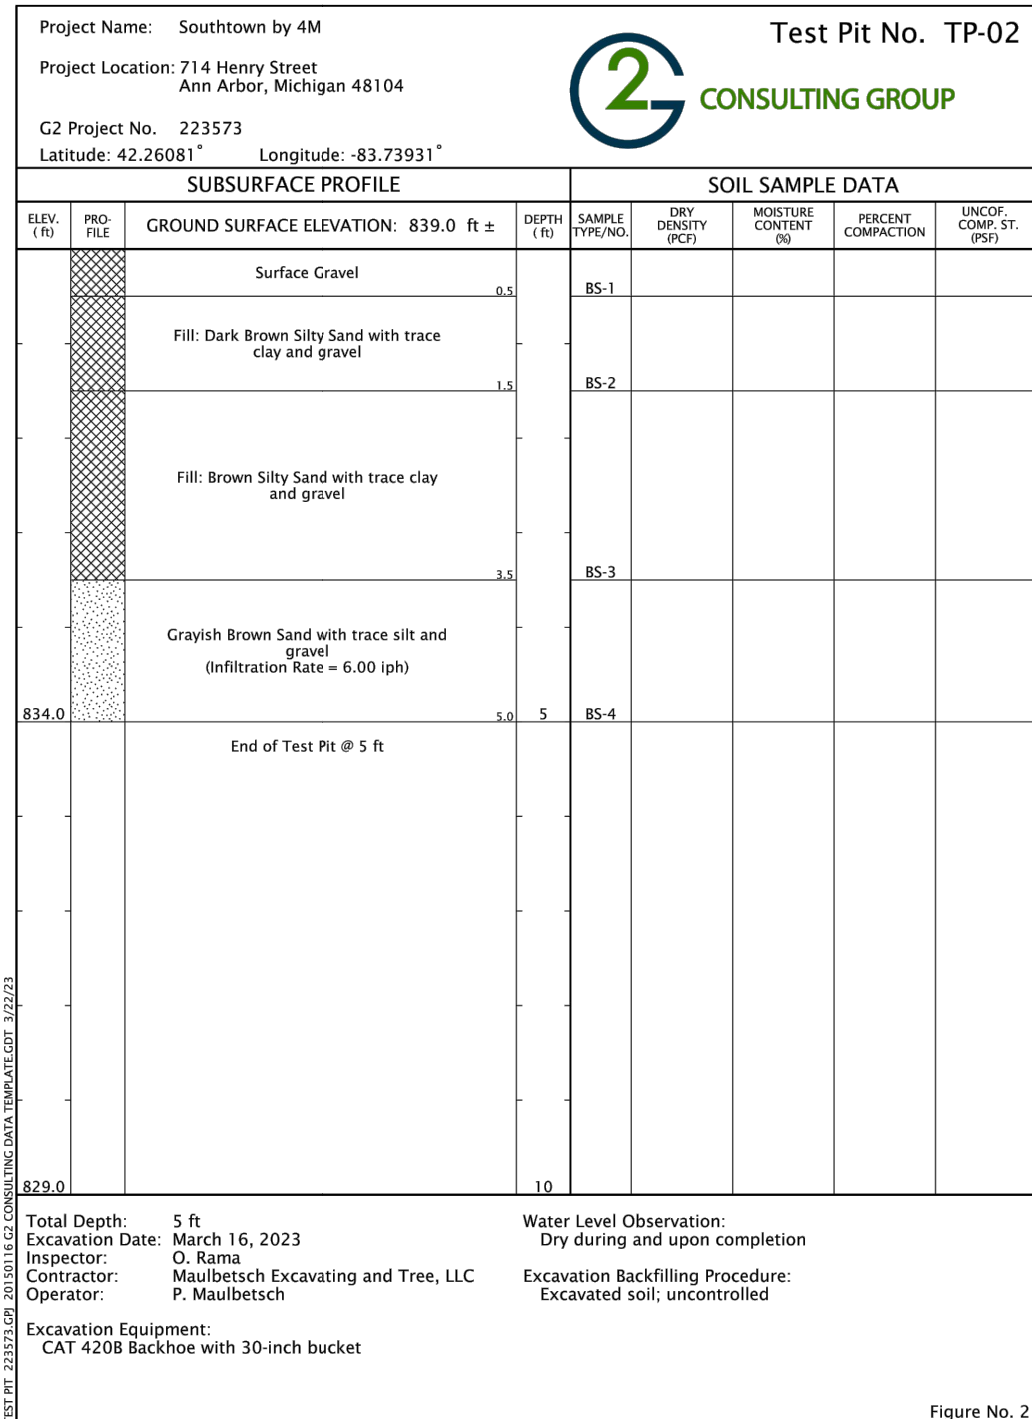 Project Name: Southtown by 4M
Project Location: 714 Henry Street
Ann Arbor, Michigan 48104
G2 Project No. 223573
Latitude: 42.26081° Longitude: -83.73931°
Test Pit No. TP-02
G2 CONSULTING GROUP
SUBSURFACE PROFILE
SOIL SAMPLE DATA
ELEV. ( ft)
PRO- FILE
GROUND SURFACE ELEVATION: 839.0 ft ±
DEPTH ( ft)
SAMPLE TYPE/NO.
DRY DENSITY (PCF)
MOISTURE CONTENT (%)
PERCENT COMPACTION
UNCOF. COMP. ST. (PSF)
Surface Gravel
0.5
BS-1
Fill: Dark Brown Silty Sand with trace
clay and gravel
1.5
BS-2
Fill: Brown Silty Sand with trace clay
and gravel
3.5
BS-3
Grayish Brown Sand with trace silt and
gravel
(Infiltration Rate = 6.00 iph)
834.0
5.0
5
BS-4
End of Test Pit @ 5 ft
829.0
10
Total Depth: 5 ft
Excavation Date: March 16, 2023
Inspector: O. Rama
Contractor: Maulbetsch Excavating and Tree, LLC
Operator: P. Maulbetsch
Excavation Equipment:
CAT 420B Backhoe with 30-inch bucket
Water Level Observation:
Dry during and upon completion
Excavation Backfilling Procedure:
Excavated soil; uncontrolled
Figure No. 2
TEST PIT 223573.GPJ 20150116 G2 CONSULTING DATA TEMPLATE.GDT 3/22/23